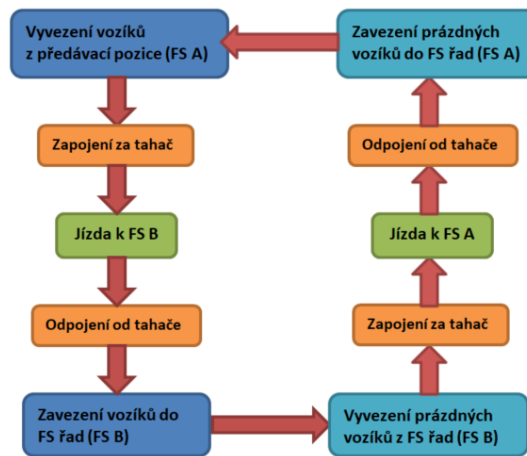 Vyvezení vozíků
z předávací pozice (FS A)
Zavezení prázdných
vozíků do FS řad (FS A)
Zapojení za tahač
Odpojení od tahače
Jízda k FS B
Jízda k FS A
Odpojení od tahače
Zapojení za tahač
Zavezení vozíků do
FS řad (FS B)
Vyvezení prázdných
vozíků z FS řad (FS B)